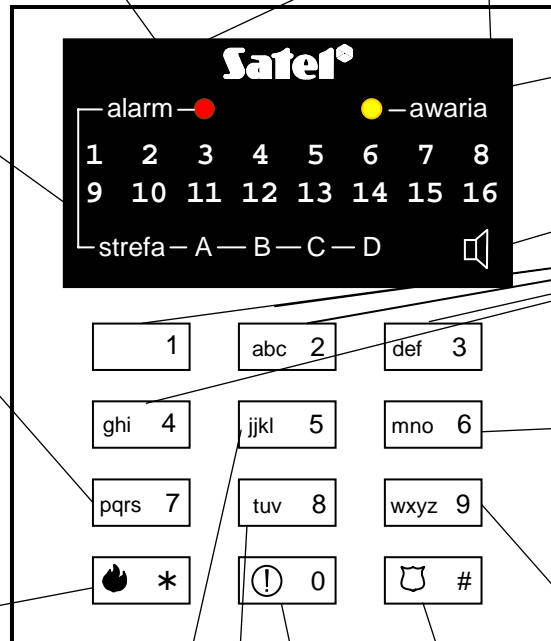 Satel
alarm awaria
1 2 3 4 5 6 7 8
9 10 11 12 13 14 15 16
strefa A B C D
1 abc 2 def 3
ghi 4 jjkl 5 mno 6
pqrs 7 tuv 8 wxyz 9
* ! 0 #